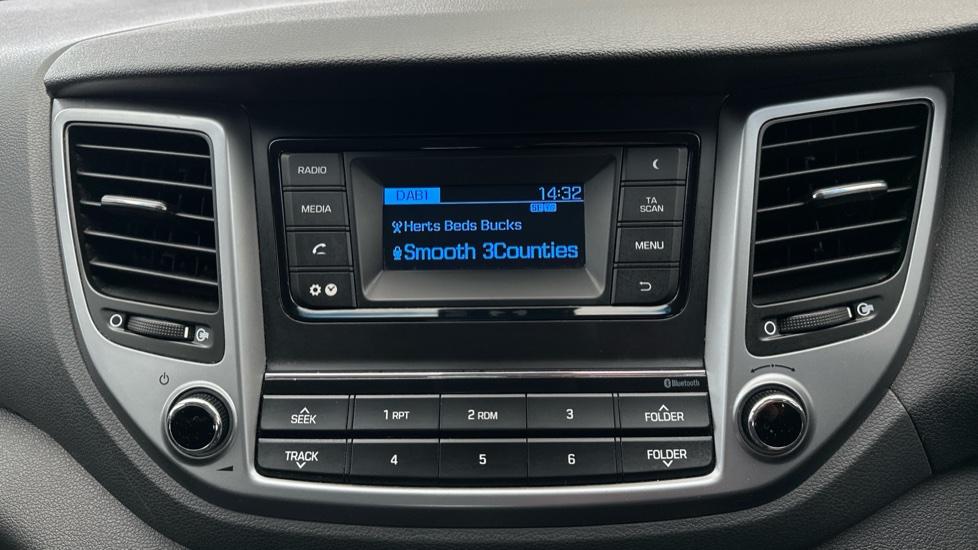 RADIO
MEDIA
DAB1
14:32
Herts Beds Bucks
Smooth 3Counties
TA
SCAN
MENU
Bluetooth
SEEK
1 RPT
2 RDM
3
FOLDER
TRACK
4
5
6
FOLDER